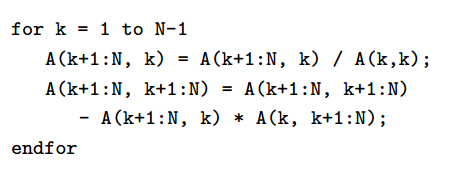 for k = 1 to N-1
A(k+1:N, k) = A(k+1:N, k) / A(k,k);
A(k+1:N, k+1:N) = A(k+1:N, k+1:N)
- A(k+1:N, k) * A(k, k+1:N);
endfor